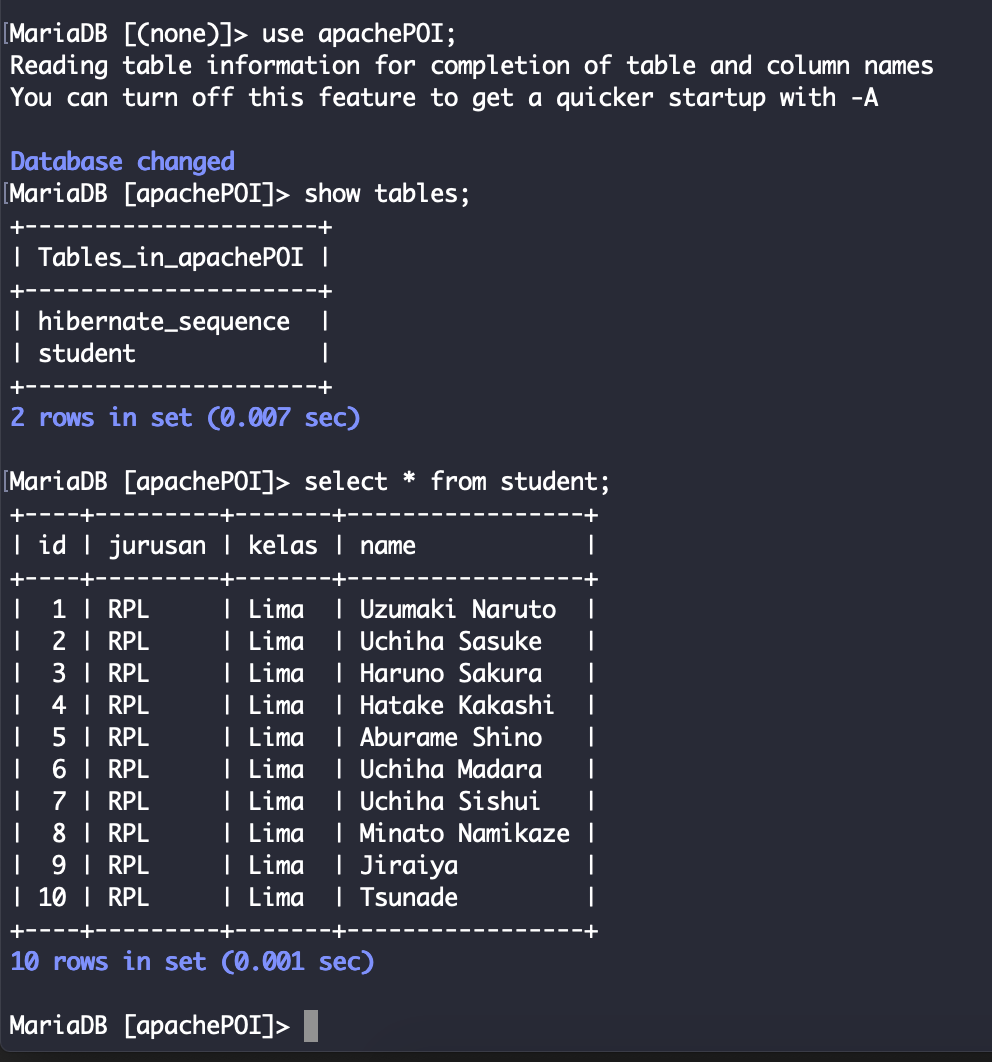 MariaDB [(none)]> use apachePOI;
Reading table information for completion of table and column names
You can turn off this feature to get a quicker startup with -A

Database changed
MariaDB [apachePOI]> show tables;
+---------------------+
| Tables_in_apachePOI |
+---------------------+
| hibernate_sequence  |
| student             |
+---------------------+
2 rows in set (0.007 sec)

MariaDB [apachePOI]> select * from student;
+----+---------+-------+-----------------+
| id | jurusan | kelas | name            |
+----+---------+-------+-----------------+
|  1 | RPL     | Lima  | Uzumaki Naruto  |
|  2 | RPL     | Lima  | Uchiha Sasuke   |
|  3 | RPL     | Lima  | Haruno Sakura   |
|  4 | RPL     | Lima  | Hatake Kakashi  |
|  5 | RPL     | Lima  | Aburame Shino   |
|  6 | RPL     | Lima  | Uchiha Madara   |
|  7 | RPL     | Lima  | Uchiha Sishui   |
|  8 | RPL     | Lima  | Minato Namikaze |
|  9 | RPL     | Lima  | Jiraiya         |
| 10 | RPL     | Lima  | Tsunade         |
+----+---------+-------+-----------------+
10 rows in set (0.001 sec)

MariaDB [apachePOI]>